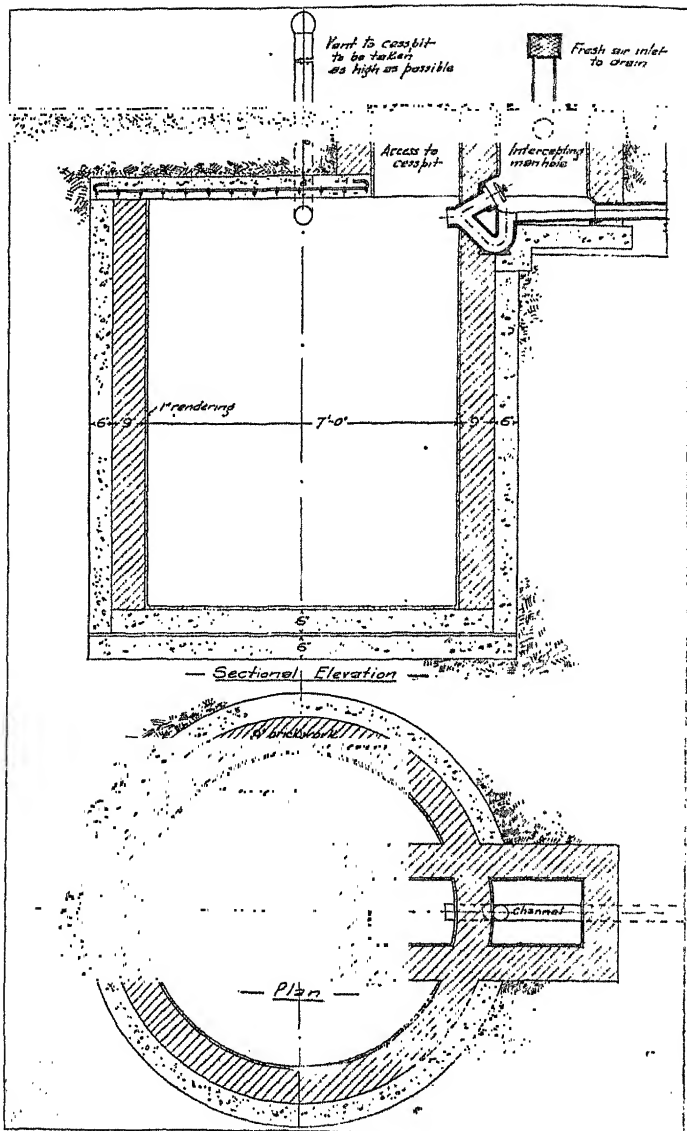 Vent to cesspit
to be taken
as high as possible
Fresh air inlet
to drain
Access to
cesspit
Intercepting
manhole
1" rendering
6" 9" 7'-0" 9" 6"
6"
6"
— Sectional Elevation —
9" brickwork
Channel
— Plan —